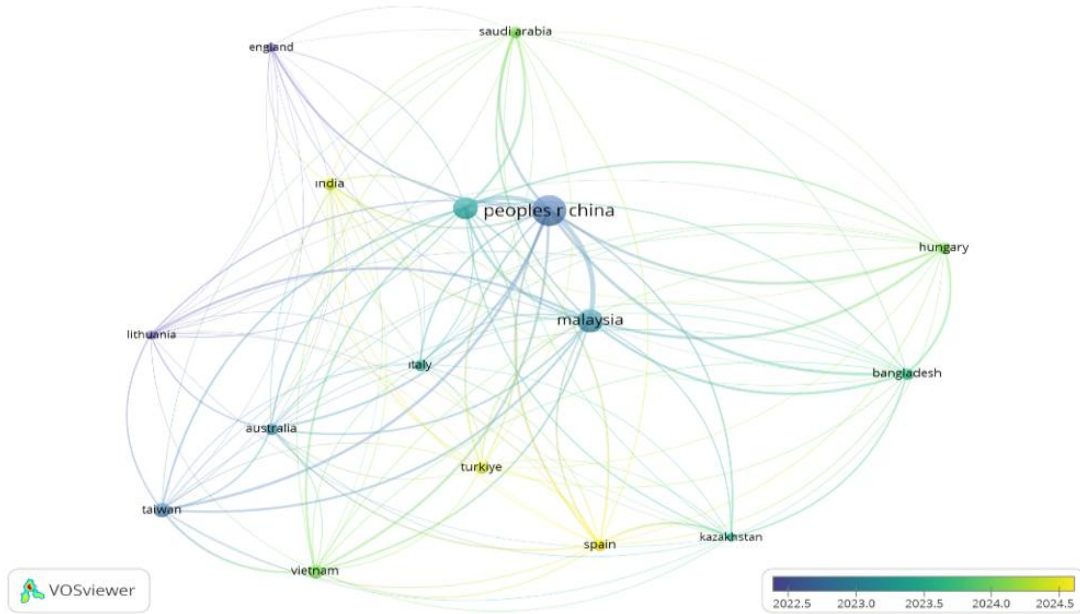 saudi arabia
england
india
peoples r china
hungary
malaysia
lithuania
italy
bangladesh
australia
turkiye
taiwan
kazakhstan
spain
vietnam
VOSviewer
2022.5 2023.0 2023.5 2024.0 2024.5